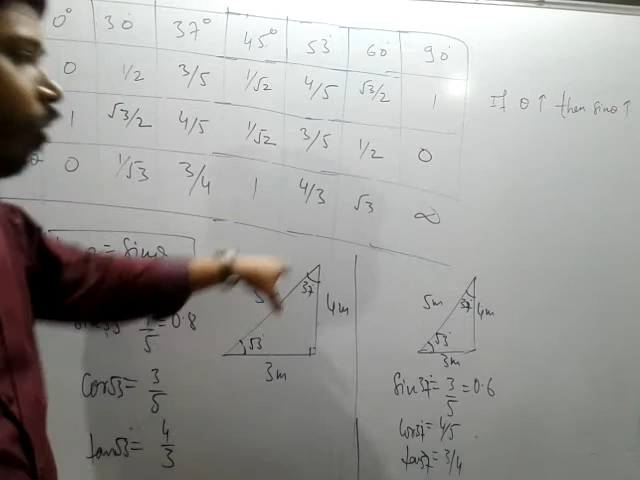 0° 30° 37° 45° 53° 60° 90°
0 1/2 3/5 1/√2 4/5 √3/2 1
1 √3/2 4/5 1/√2 3/5 1/2 0
θ 0 1/√3 3/4 1 4/3 √3 ∞
If θ↑ then sinθ↑
= Sin
5 37° 4m
53°
3m
4/5 = 0.8
Cos53° = 3/5
tan53° = 4/3
5m 37° 4m
53°
3m
Sin37° = 3/5 = 0.6
Cos37° = 4/5
tan37° = 3/4